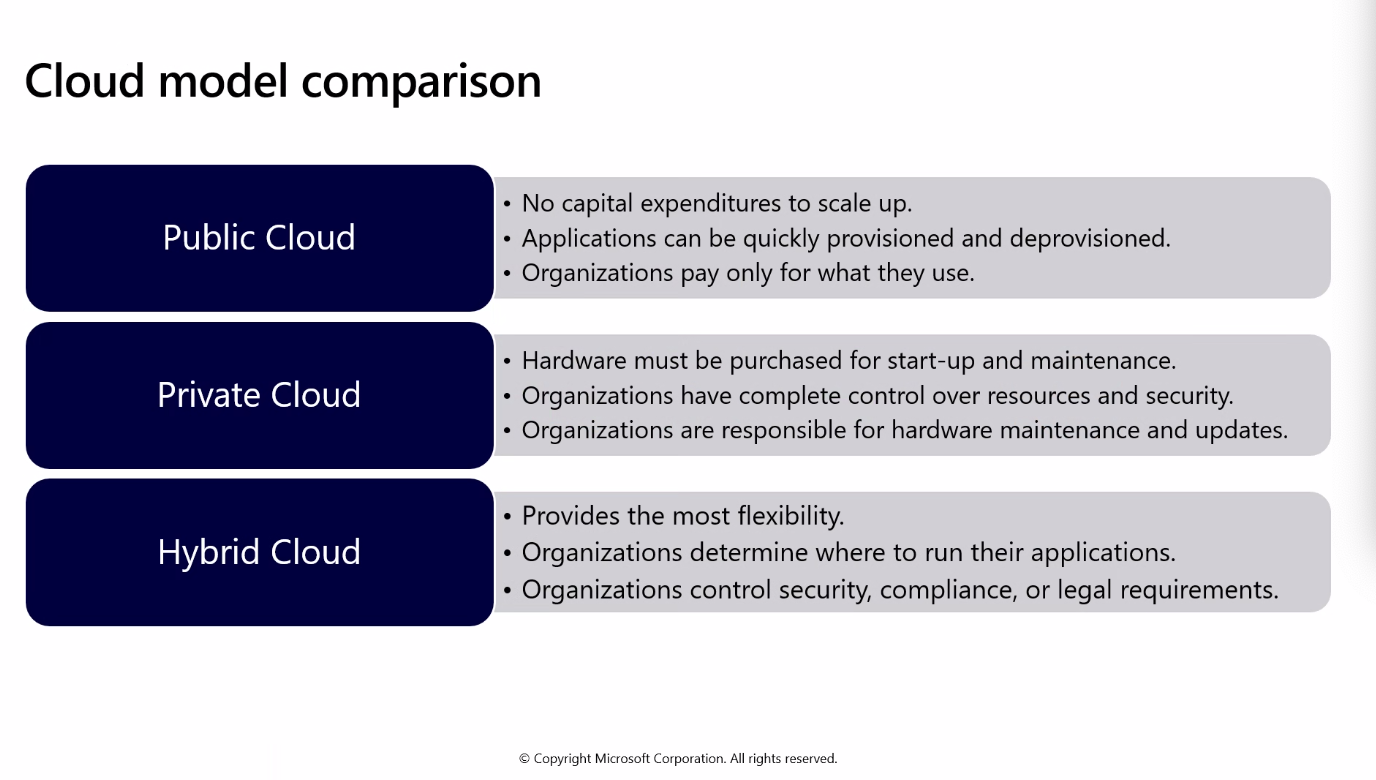 Cloud model comparison
Public Cloud
• No capital expenditures to scale up.
• Applications can be quickly provisioned and deprovisioned.
• Organizations pay only for what they use.
Private Cloud
• Hardware must be purchased for start-up and maintenance.
• Organizations have complete control over resources and security.
• Organizations are responsible for hardware maintenance and updates.
Hybrid Cloud
• Provides the most flexibility.
• Organizations determine where to run their applications.
• Organizations control security, compliance, or legal requirements.
© Copyright Microsoft Corporation. All rights reserved.